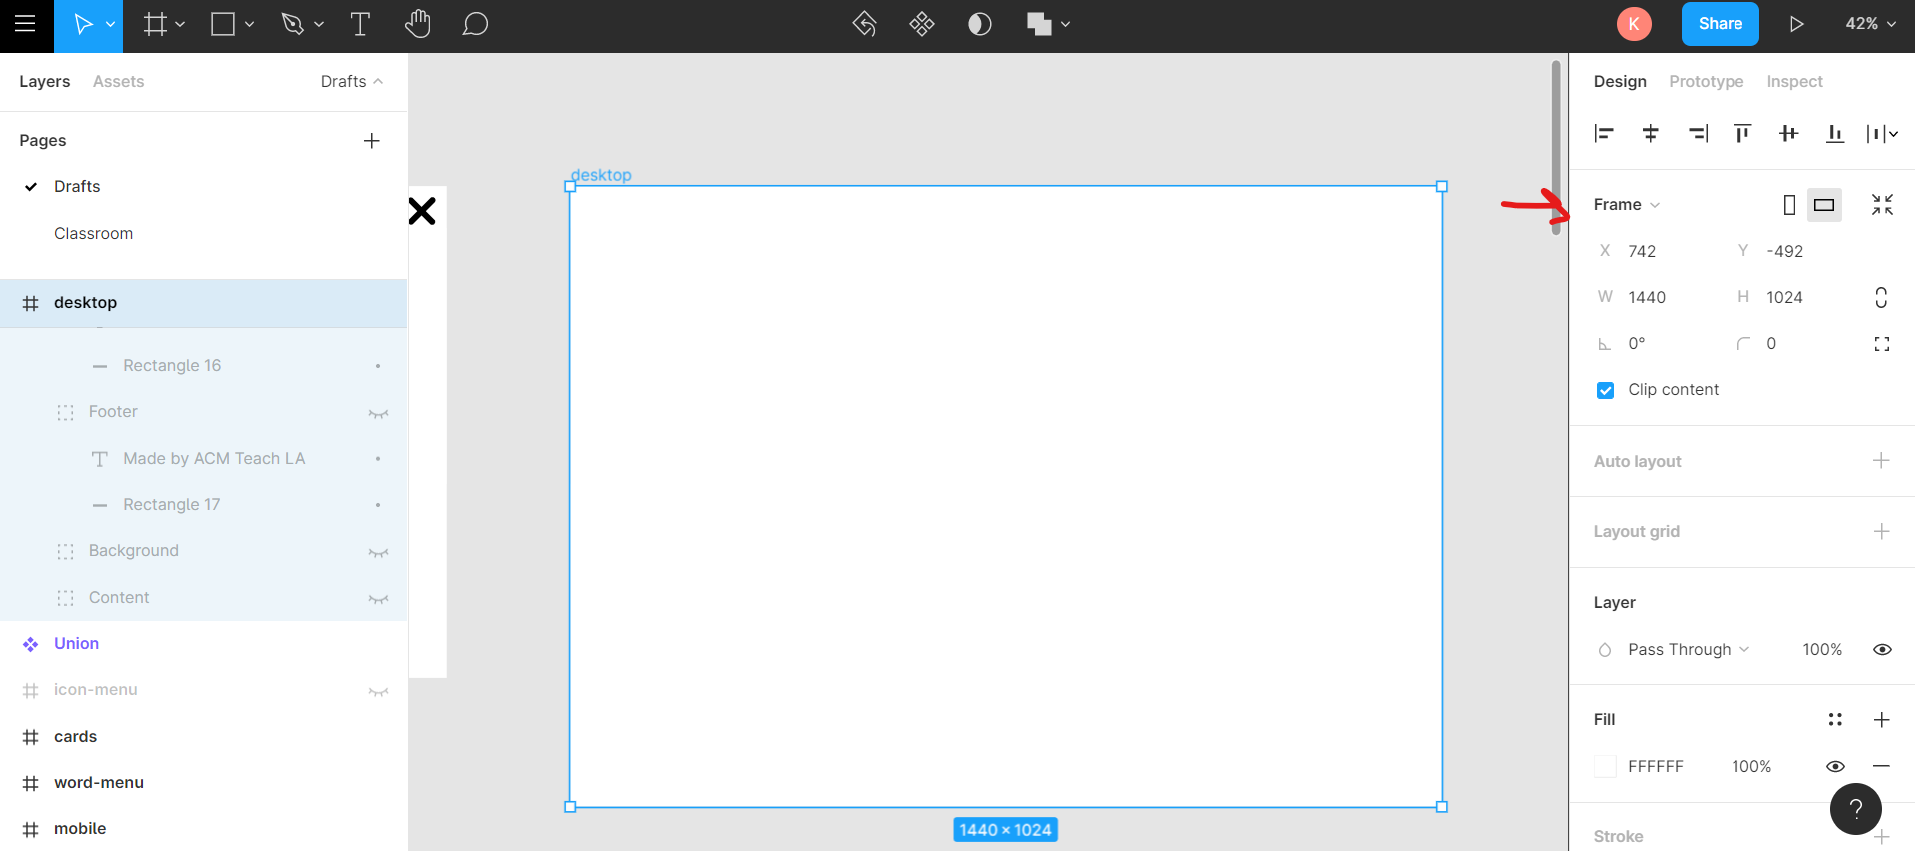 K
Share
42%
Layers
Assets
Drafts
Pages
Drafts
Classroom
desktop
Rectangle 16
Footer
Made by ACM Teach LA
Rectangle 17
Background
Content
Union
icon-menu
cards
word-menu
mobile
desktop
1440 × 1024
Design
Prototype
Inspect
Frame
X 742 Y -492
W 1440 H 1024
0° 0
Clip content
Auto layout
Layout grid
Layer
Pass Through 100%
Fill
FFFFFF 100%
?
Stroke